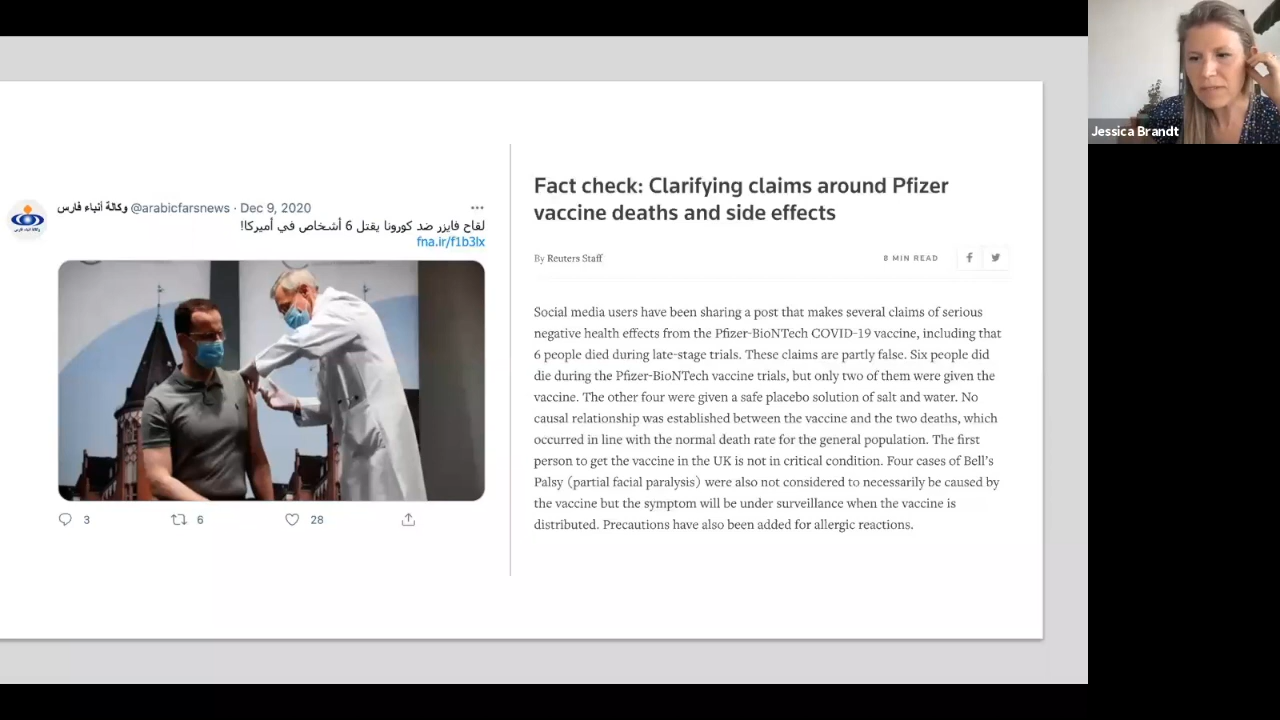 وكالة أنباء فارس @arabicfarsnews · Dec 9, 2020
لقاح فايزر ضد كورونا يقتل 6 أشخاص في أميركا!
fna.ir/f1b3lx
3 6 28
Fact check: Clarifying claims around Pfizer
vaccine deaths and side effects
By Reuters Staff
8 MIN READ
Social media users have been sharing a post that makes several claims of serious
negative health effects from the Pfizer-BioNTech COVID-19 vaccine, including that
6 people died during late-stage trials. These claims are partly false. Six people did
die during the Pfizer-BioNTech vaccine trials, but only two of them were given the
vaccine. The other four were given a safe placebo solution of salt and water. No
causal relationship was established between the vaccine and the two deaths, which
occurred in line with the normal death rate for the general population. The first
person to get the vaccine in the UK is not in critical condition. Four cases of Bell's
Palsy (partial facial paralysis) were also not considered to necessarily be caused by
the vaccine but the symptom will be under surveillance when the vaccine is
distributed. Precautions have also been added for allergic reactions.
Jessica Brandt